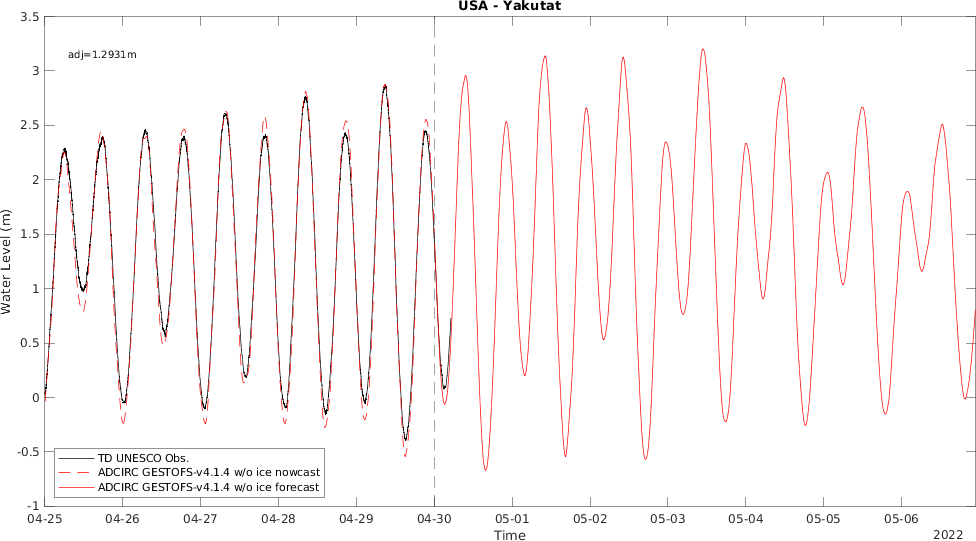 USA - Yakutat
3.5
adj=1.2931m
3
2.5
2
1.5
1
0.5
0
-0.5
-1
Water Level (m)
TD UNESCO Obs.
ADCIRC GESTOFS-v4.1.4 w/o ice nowcast
ADCIRC GESTOFS-v4.1.4 w/o ice forecast
04-25 04-26 04-27 04-28 04-29 04-30 05-01 05-02 05-03 05-04 05-05 05-06
Time
2022